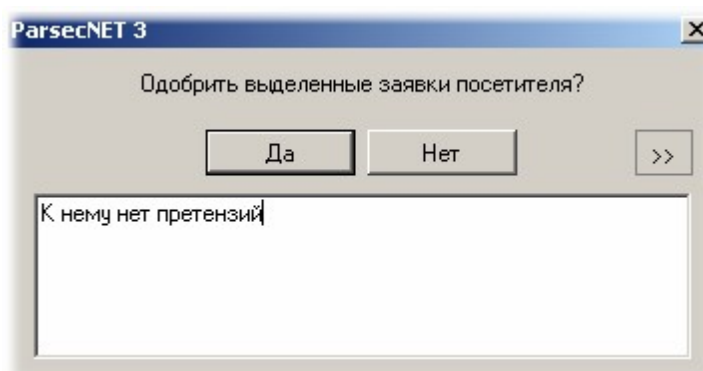 ParsecNET 3
Одобрить выделенные заявки посетителя?
Да
Нет
>>
К нему нет претензий